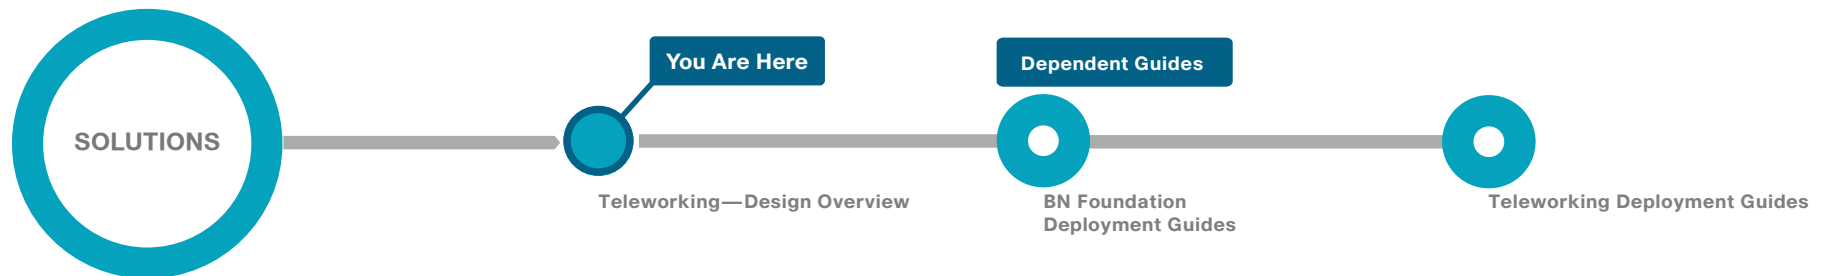 You Are Here
Dependent Guides
SOLUTIONS
Teleworking—Design Overview
BN Foundation
Deployment Guides
Teleworking Deployment Guides